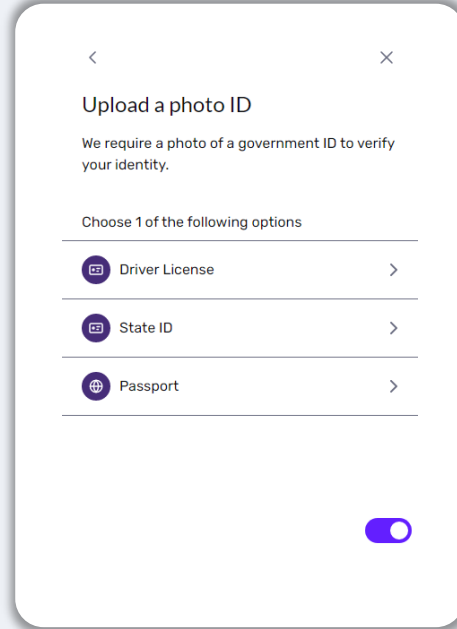 Upload a photo ID
We require a photo of a government ID to verify
your identity.
Choose 1 of the following options
Driver License
State ID
Passport